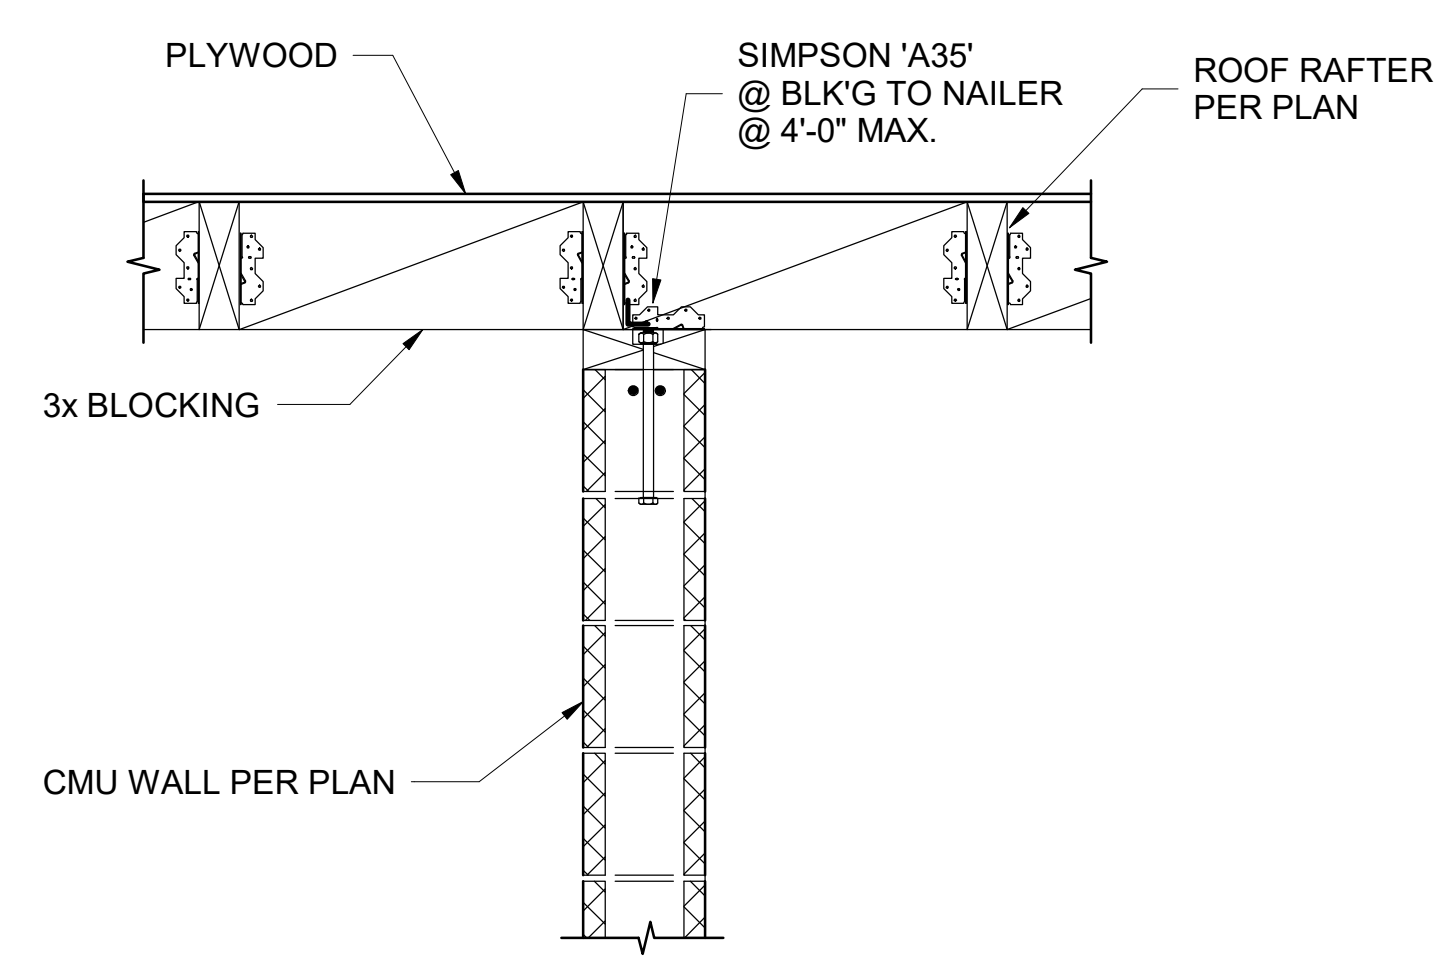 PLYWOOD
SIMPSON 'A35'
@ BLK'G TO NAILER
@ 4'-0" MAX.
ROOF RAFTER
PER PLAN
3x BLOCKING
CMU WALL PER PLAN